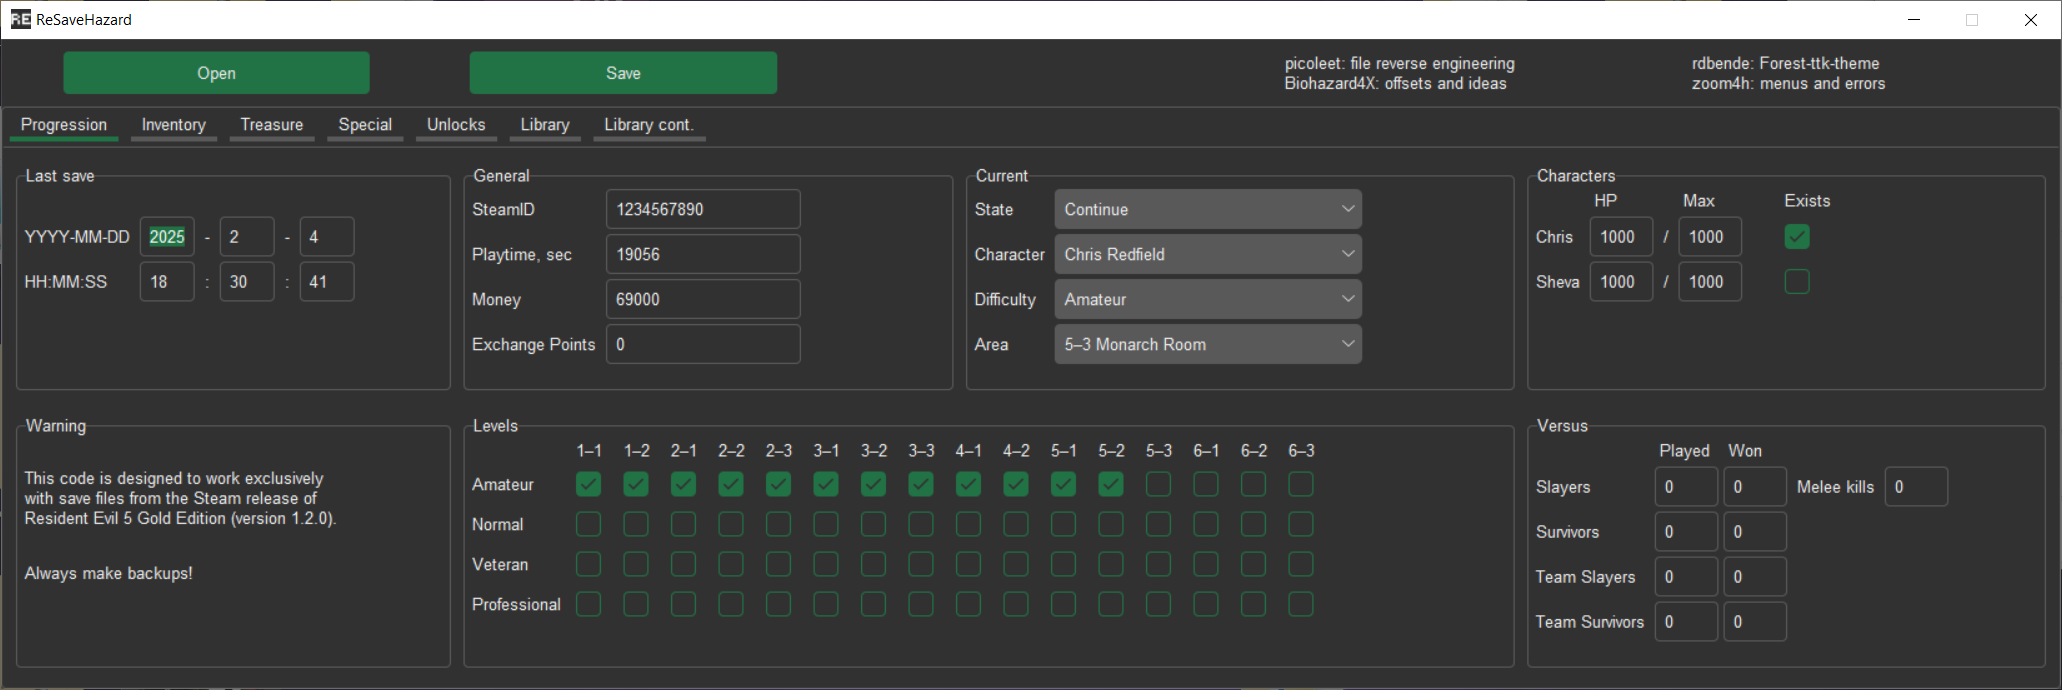 RE ReSaveHazard
Open
Save
picoleet: file reverse engineering
Biohazard4X: offsets and ideas
rdbende: Forest-ttk-theme
zoom4h: menus and errors
Progression Inventory Treasure Special Unlocks Library Library cont.
Last save
YYYY-MM-DD 2025 - 2 - 4
HH:MM:SS 18 : 30 : 41
General
SteamID 1234567890
Playtime, sec 19056
Money 69000
Exchange Points 0
Current
State Continue
Character Chris Redfield
Difficulty Amateur
Area 5–3 Monarch Room
Characters
HP Max Exists
Chris 1000 / 1000
Sheva 1000 / 1000
Warning
This code is designed to work exclusively
with save files from the Steam release of
Resident Evil 5 Gold Edition (version 1.2.0).
Always make backups!
Levels
1–1 1–2 2–1 2–2 2–3 3–1 3–2 3–3 4–1 4–2 5–1 5–2 5–3 6–1 6–2 6–3
Amateur
Normal
Veteran
Professional
Versus
Played Won
Slayers 0 0 Melee kills 0
Survivors 0 0
Team Slayers 0 0
Team Survivors 0 0